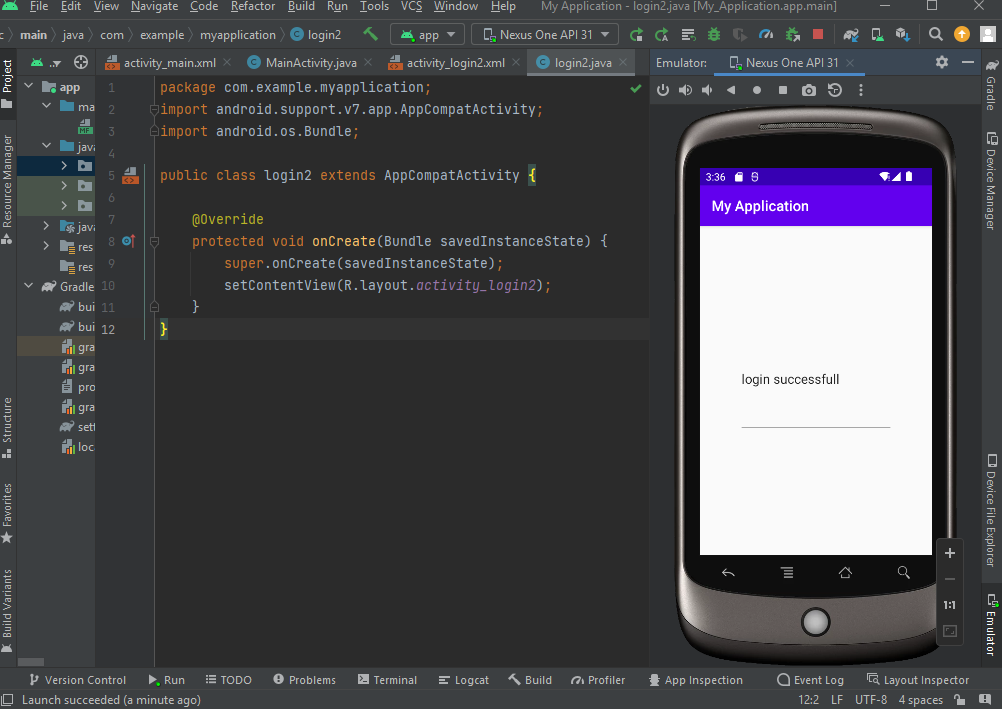 File Edit View Navigate Code Refactor Build Run Tools VCS Window Help My Application - login2.java [My_Application.app.main]
c main java com example myapplication login2 app Nexus One API 31
activity_main.xml MainActivity.java activity_login2.xml login2.java Emulator: Nexus One API 31
Project
Resource Manager
Structure
Favorites
Build Variants
app
ma
MF
java
java
res
res
Gradle
bui
bui
gra
gra
pro
gra
sett
loc
1 package com.example.myapplication;
2 import android.support.v7.app.AppCompatActivity;
3 import android.os.Bundle;
4
5 public class login2 extends AppCompatActivity {
6
7 @Override
8 protected void onCreate(Bundle savedInstanceState) {
9 super.onCreate(savedInstanceState);
10 setContentView(R.layout.activity_login2);
11 }
12 }
3:36
My Application
login successfull
1:1
Gradle
Device Manager
Device File Explorer
Emulator
Version Control Run TODO Problems Terminal Logcat Build Profiler App Inspection Event Log Layout Inspector
Launch succeeded (a minute ago) 12:2 LF UTF-8 4 spaces